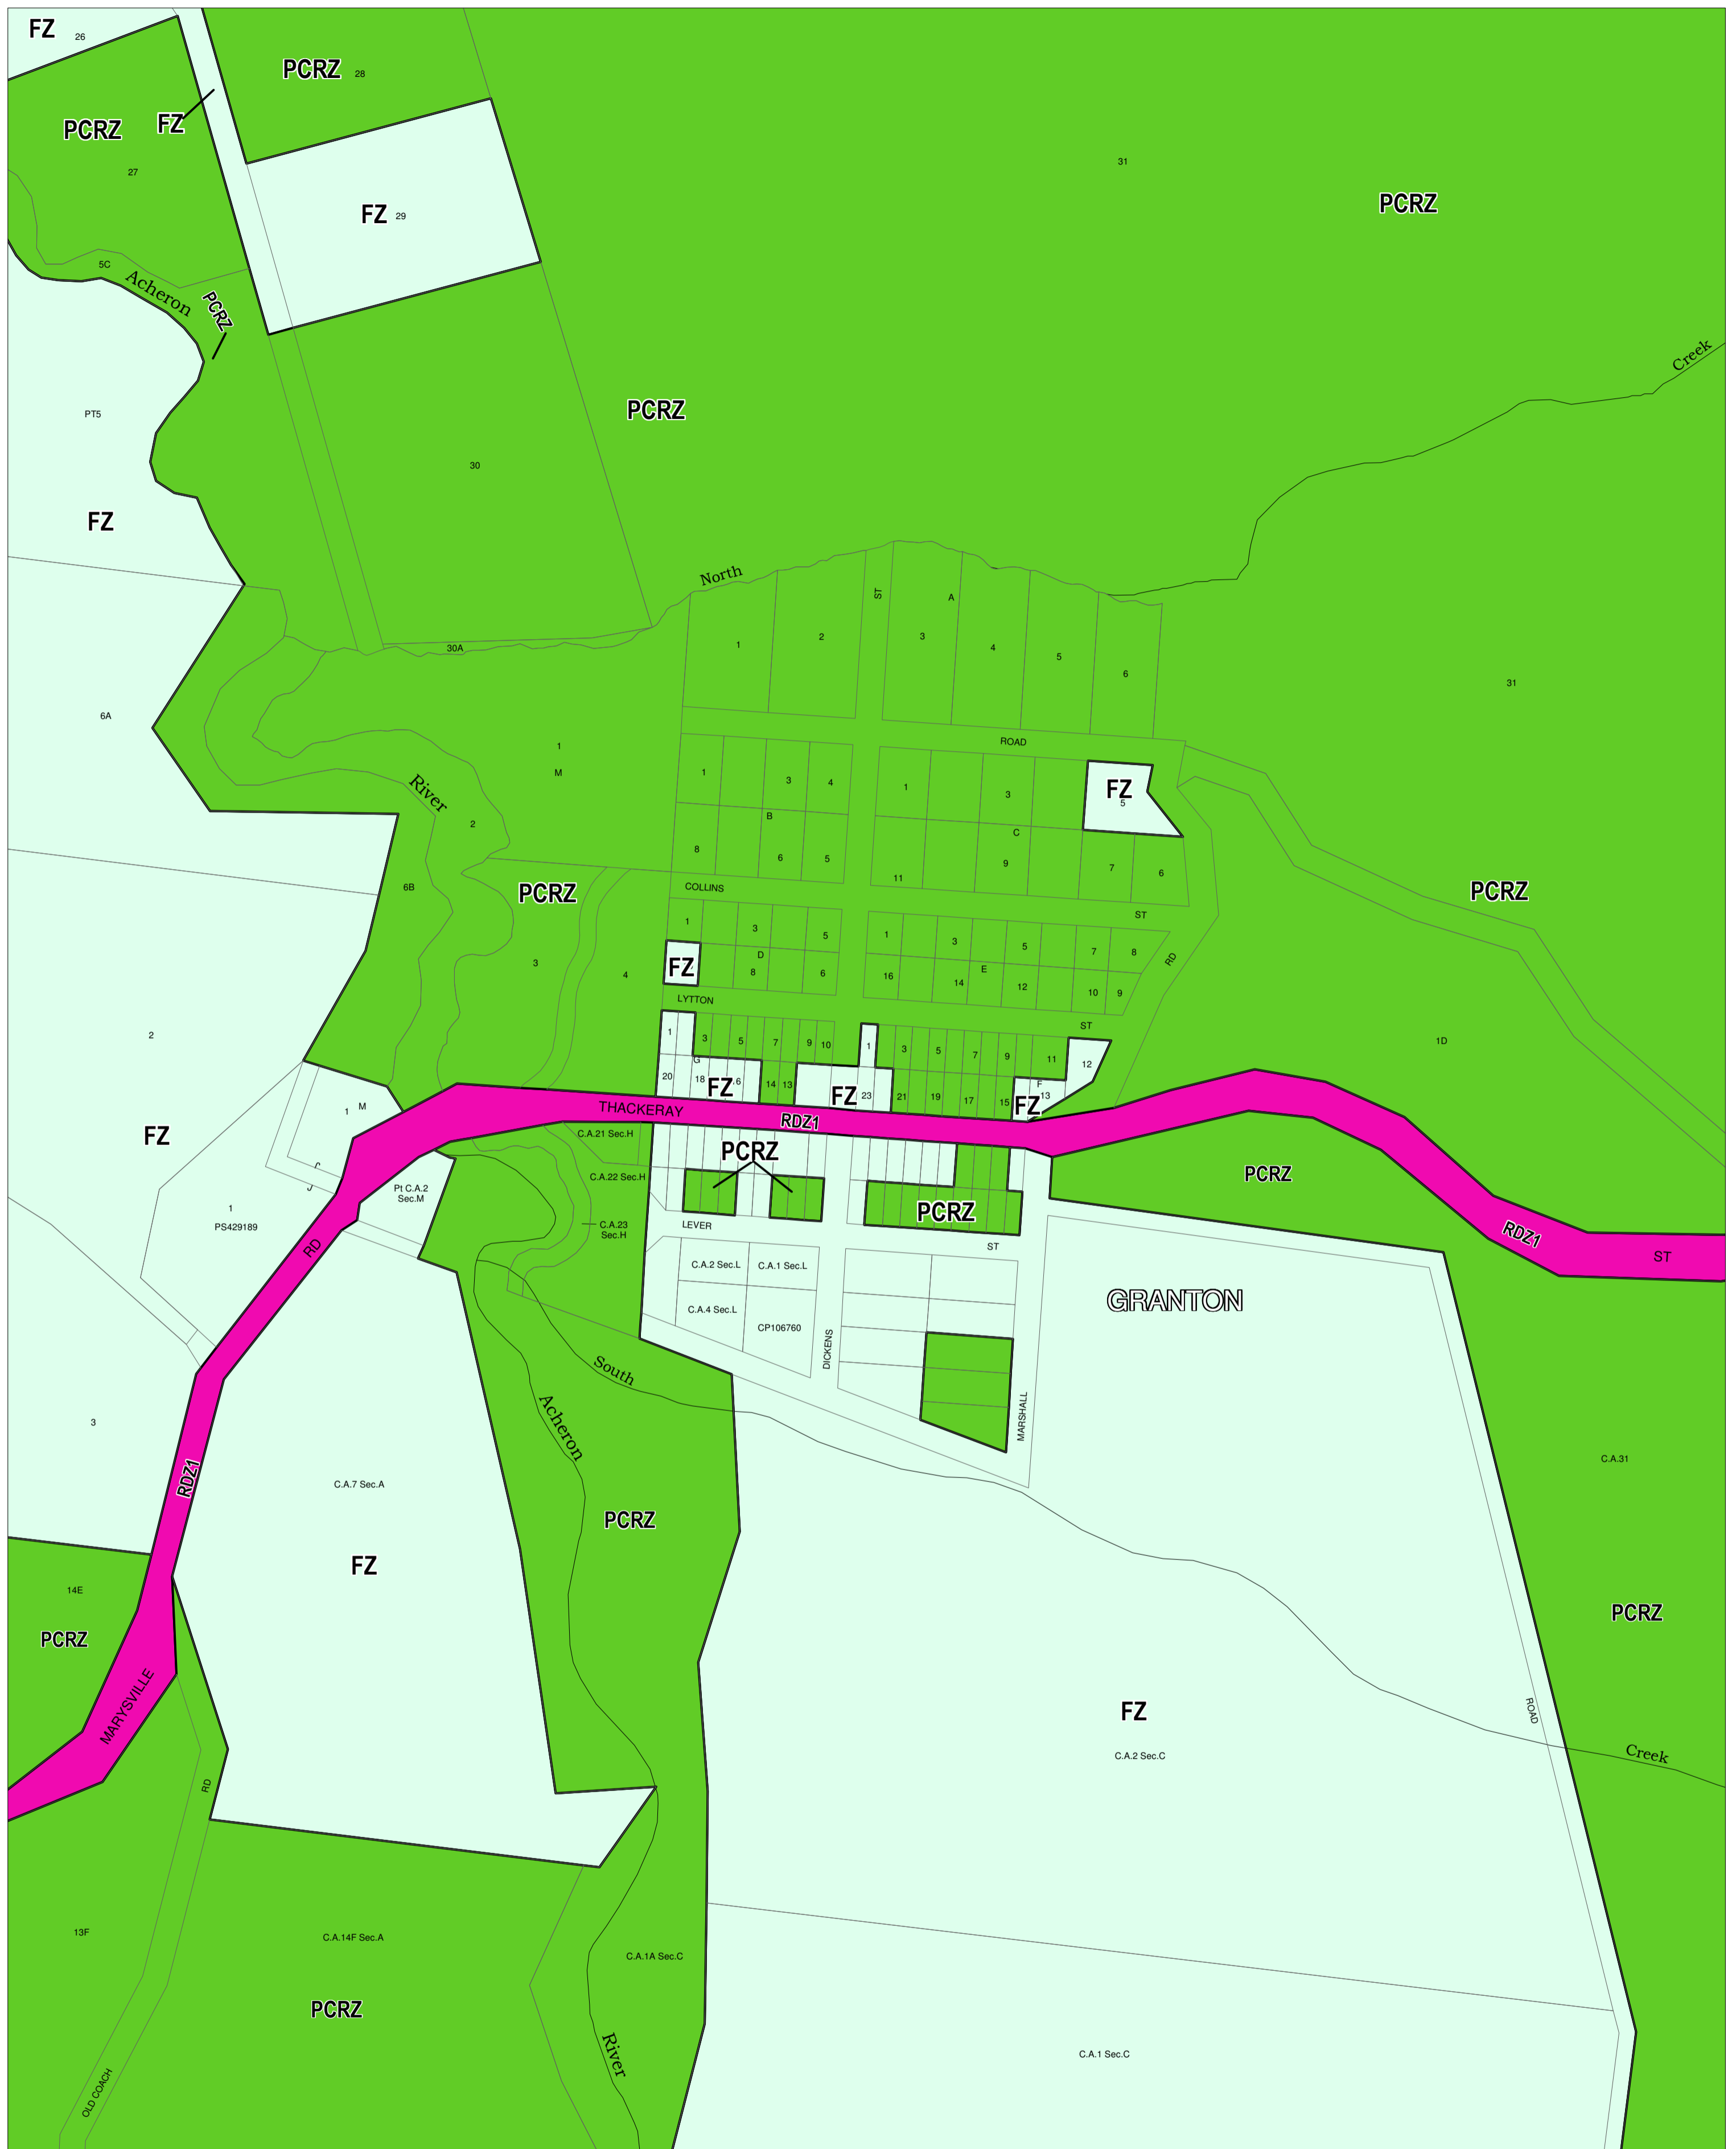 FZ
26
PCRZ
28
PCRZ
FZ
27
31
PCRZ
FZ
29
5C
Acheron
PCRZ
Creek
PT5
PCRZ
30
FZ
North
ST
A
1
2
3
4
5
6
30A
31
6A
ROAD
1
M
1
3
4
1
3
FZ
5
River
2
B
C
8
6
5
11
9
7
6
6B
PCRZ
COLLINS
PCRZ
ST
1
3
5
1
3
5
7
8
RD
D
E
FZ
8
6
16
14
12
10
9
3
4
LYTTON
ST
2
1
3
5
7
9
10
1
3
5
7
9
11
12
1D
G
F
20
18
FZ
6
14
13
FZ
23
21
19
17
15
FZ
13
1
M
THACKERAY
RDZ1
FZ
C.A.21 Sec.H
PCRZ
C.A.22 Sec.H
PCRZ
Pt C.A.2
Sec.M
1
PS429189
PCRZ
LEVER
C.A.23
Sec.H
ST
RDZ1
ST
RD
C.A.2 Sec.L
C.A.1 Sec.L
GRANTON
C.A.4 Sec.L
CP106760
DICKENS
South
MARSHALL
Acheron
3
RDZ1
C.A.7 Sec.A
C.A.31
PCRZ
FZ
14E
PCRZ
PCRZ
MARYSVILLE
FZ
ROAD
C.A.2 Sec.C
Creek
RD
13F
C.A.14F Sec.A
C.A.1A Sec.C
PCRZ
River
C.A.1 Sec.C
OLD COACH